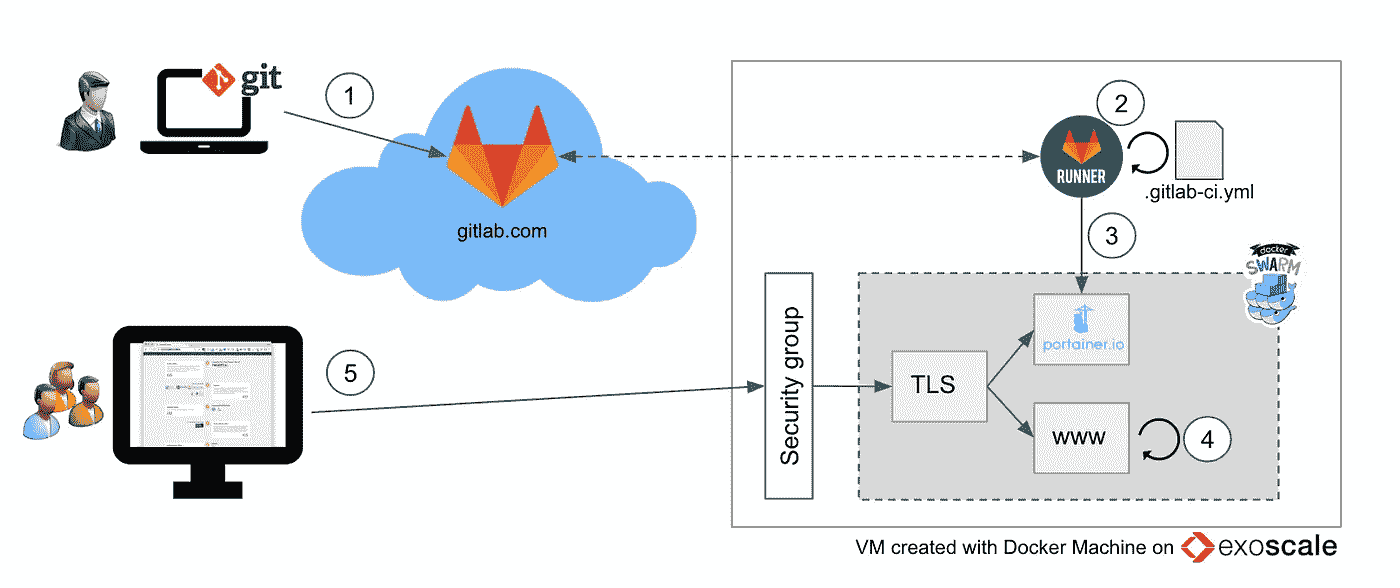 git
1
2
RUNNER
.gitlab-ci.yml
gitlab.com
3
docker
SWARM
portainer.io
5
Security group
TLS
www
4
VM created with Docker Machine on exoscale